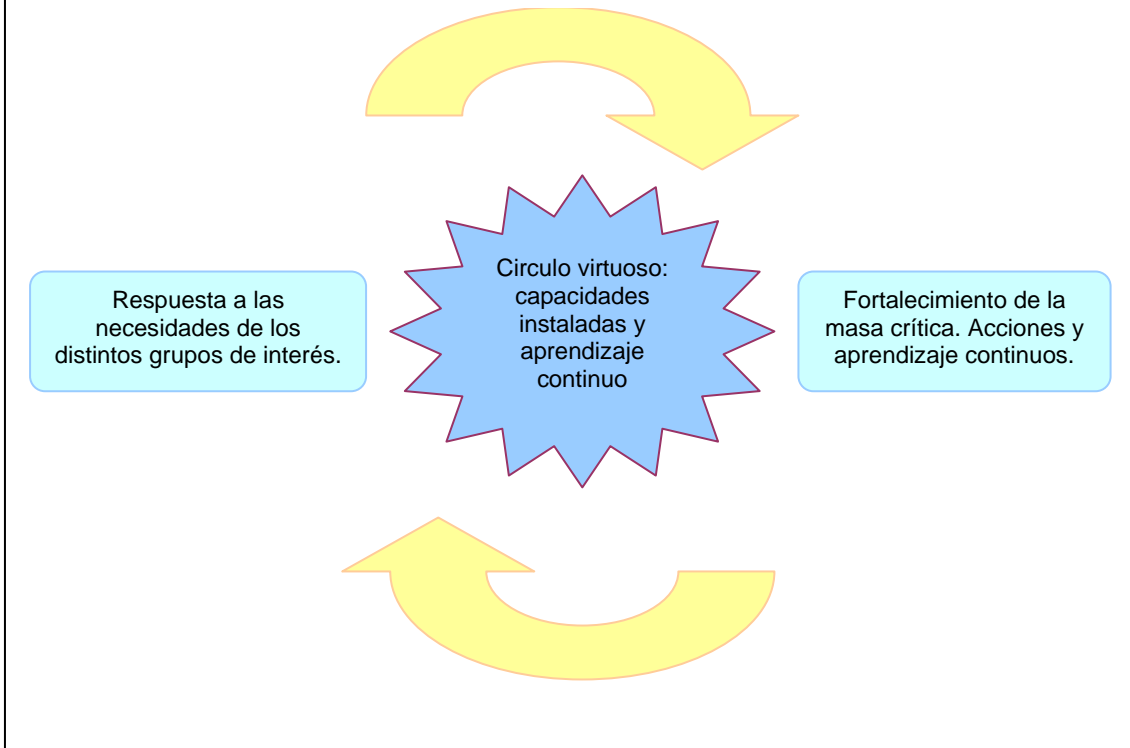 Respuesta a las
necesidades de los
distintos grupos de interés.
Circulo virtuoso:
capacidades
instaladas y
aprendizaje
continuo
Fortalecimiento de la
masa crítica. Acciones y
aprendizaje continuos.